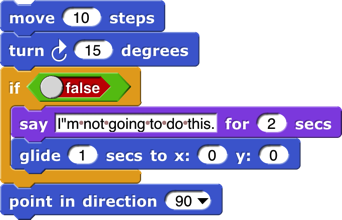 move 10 steps
turn 15 degrees
if false
say I"m·not·going·to·do·this. for 2 secs
glide 1 secs to x: 0 y: 0
point in direction 90